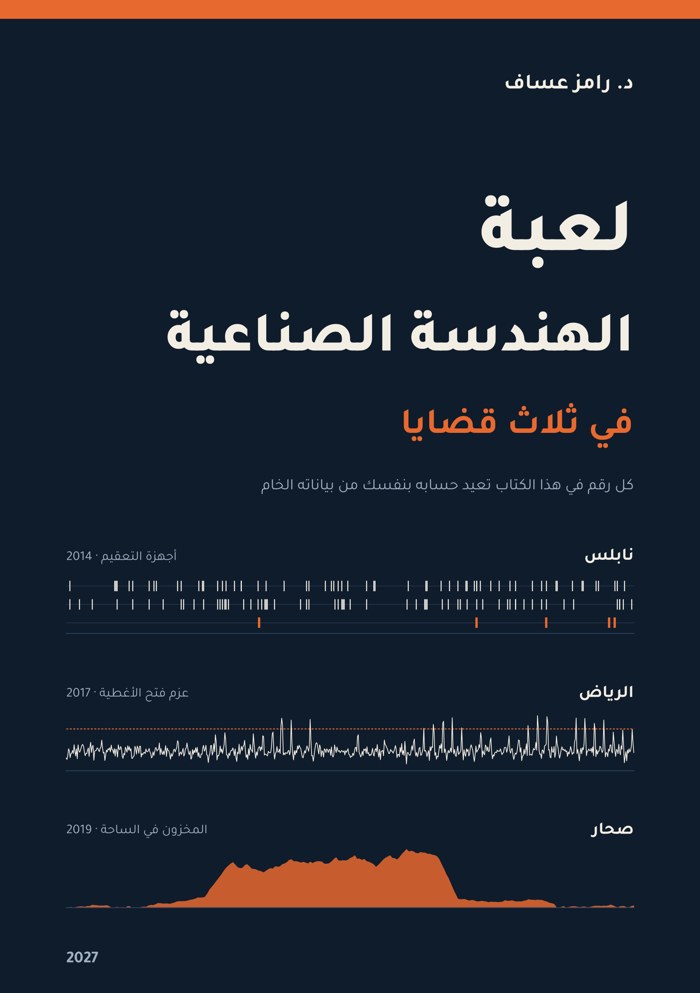 د. رامز عساف
لعبة
الهندسة الصناعية
في ثلاث قضايا
كل رقم في هذا الكتاب تعيد حسابه بنفسك من بياناته الخام
نابلس
أجهزة التعقيم · 2014
الرياض
عزم فتح الأغطية · 2017
صحار
المخزون في الساحة · 2019
2027